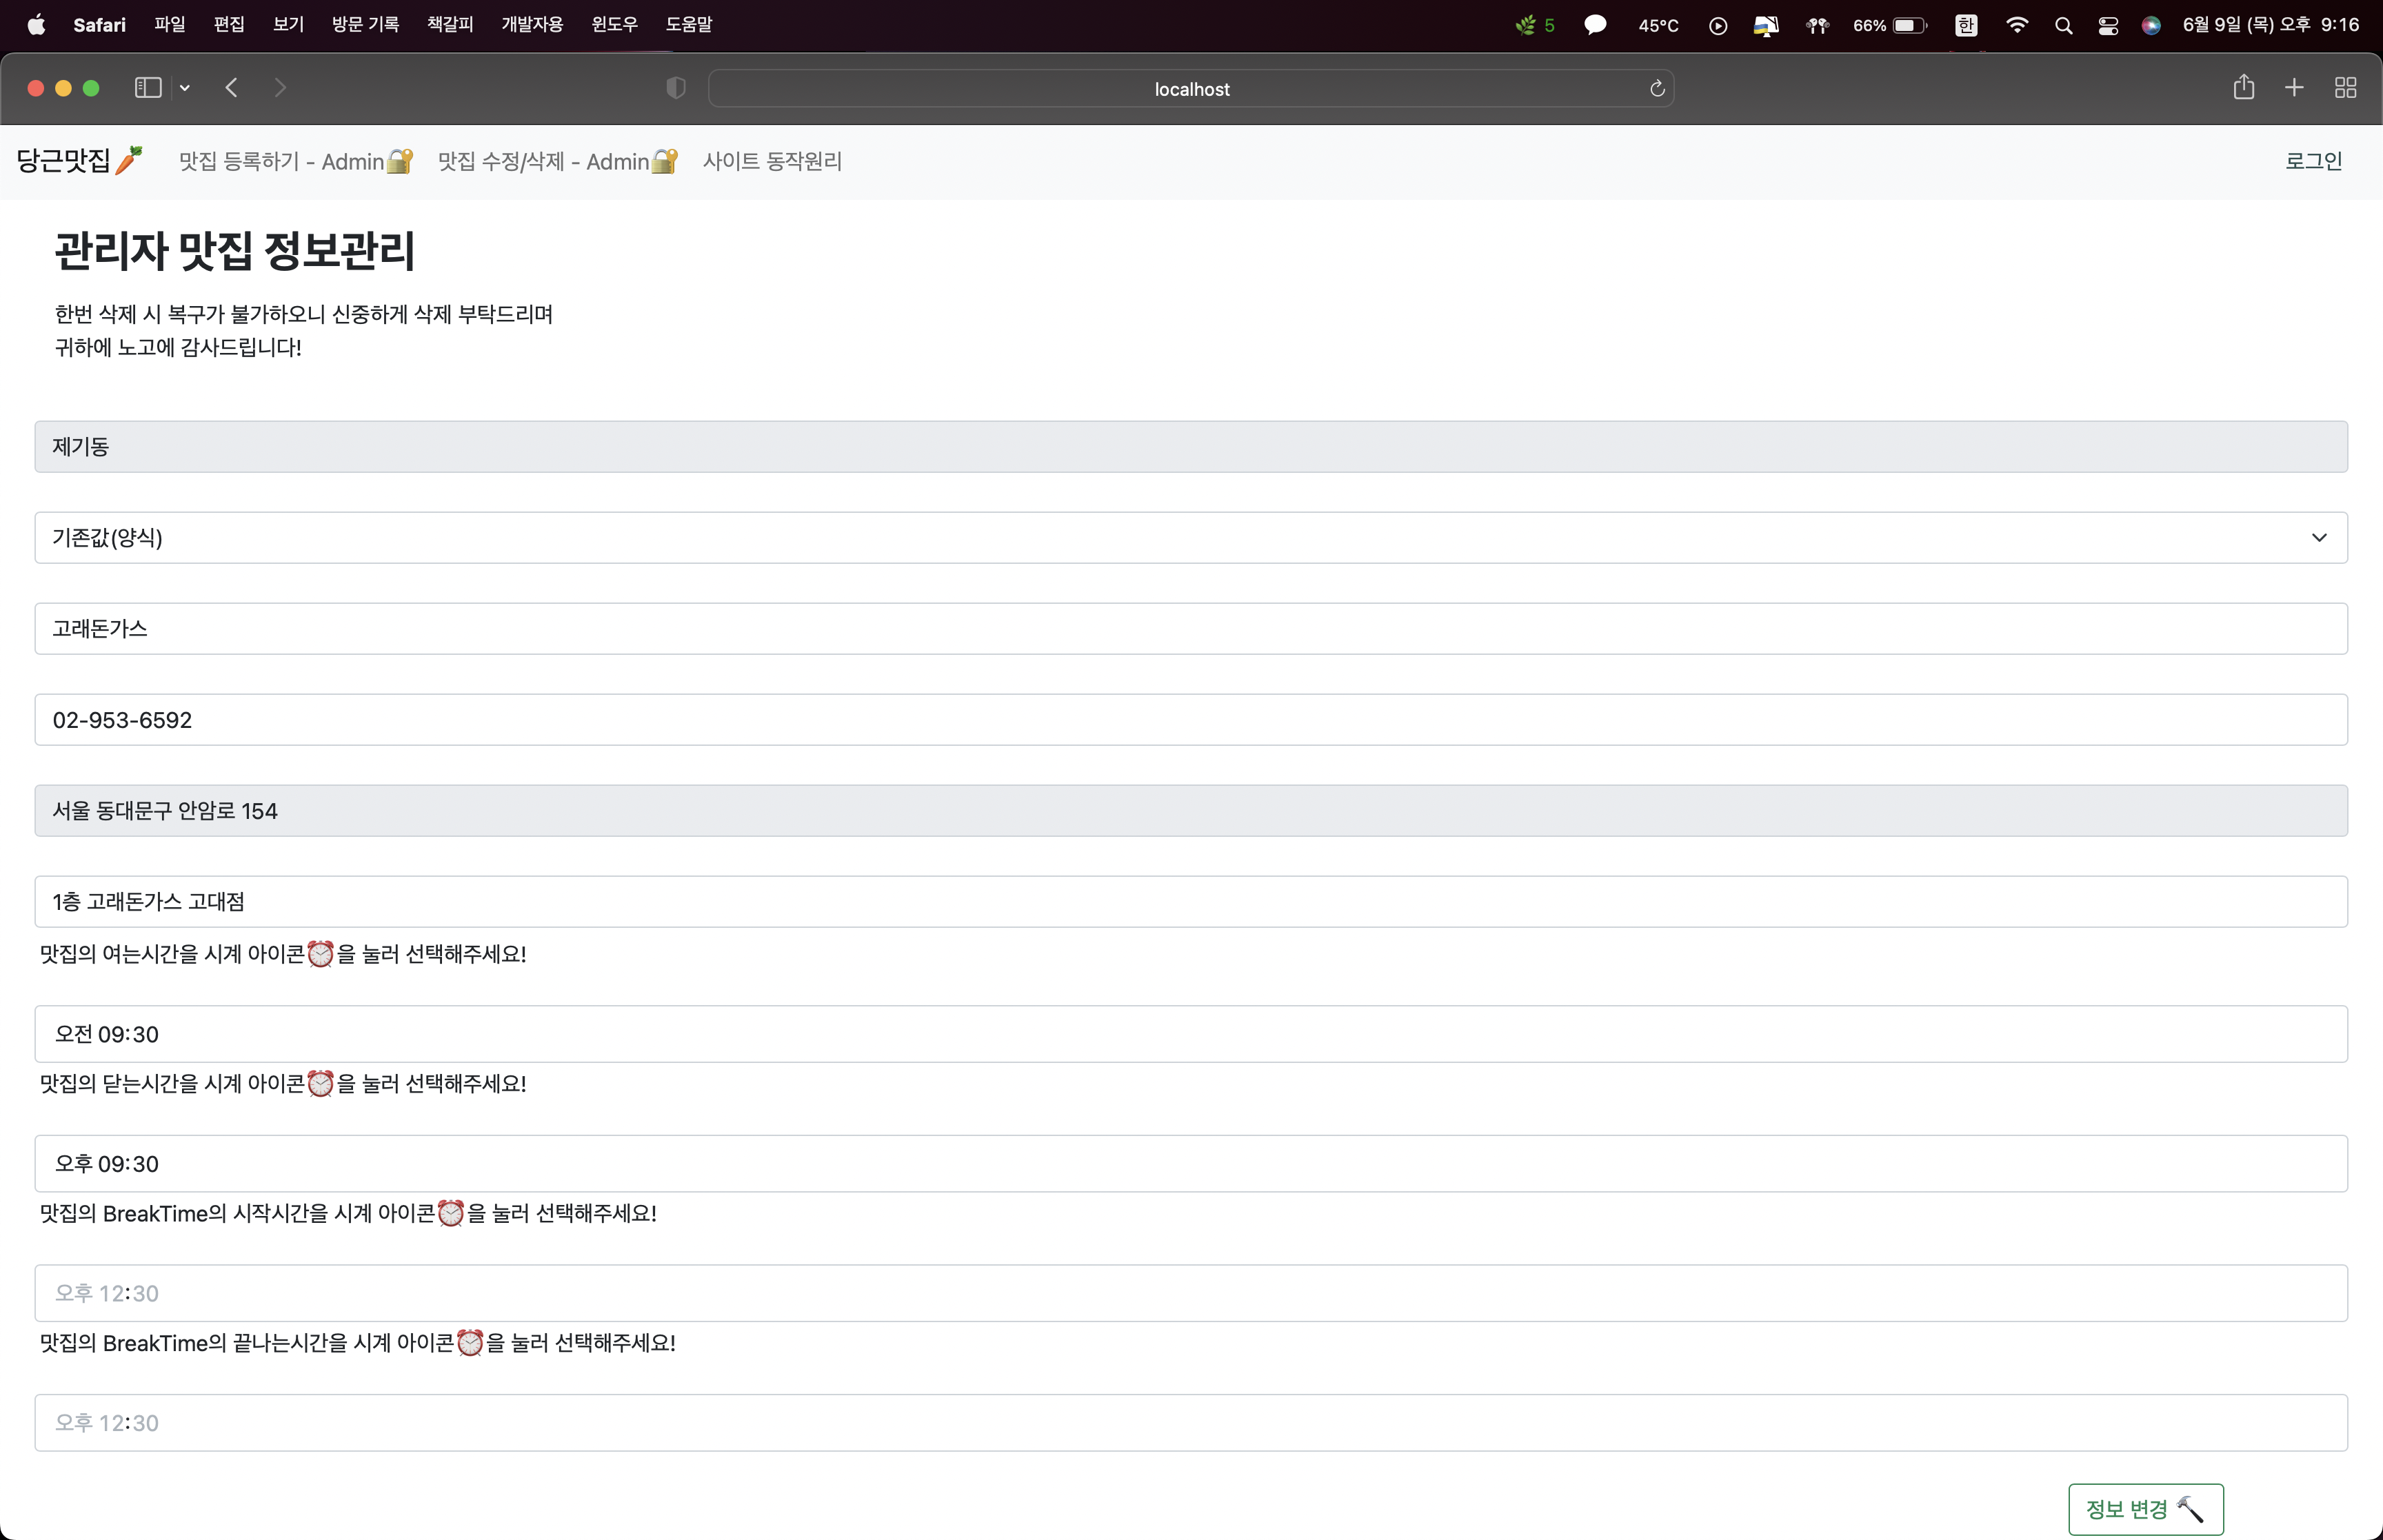 Safari 파일 편집 보기 방문 기록 책갈피 개발자용 윈도우 도움말 5 45°C 66% 한 6월 9일 (목) 오후 9:16
localhost
당근맛집🥕 맛집 등록하기 - Admin🔐 맛집 수정/삭제 - Admin🔐 사이트 동작원리 로그인
관리자 맛집 정보관리
한번 삭제 시 복구가 불가하오니 신중하게 삭제 부탁드리며
귀하에 노고에 감사드립니다!
제기동
기존값(양식)
고래돈가스
02-953-6592
서울 동대문구 안암로 154
1층 고래돈가스 고대점
맛집의 여는시간을 시계 아이콘⏰을 눌러 선택해주세요!
오전 09:30
맛집의 닫는시간을 시계 아이콘⏰을 눌러 선택해주세요!
오후 09:30
맛집의 BreakTime의 시작시간을 시계 아이콘⏰을 눌러 선택해주세요!
오후 12:30
맛집의 BreakTime의 끝나는시간을 시계 아이콘⏰을 눌러 선택해주세요!
오후 12:30
정보 변경 🔨